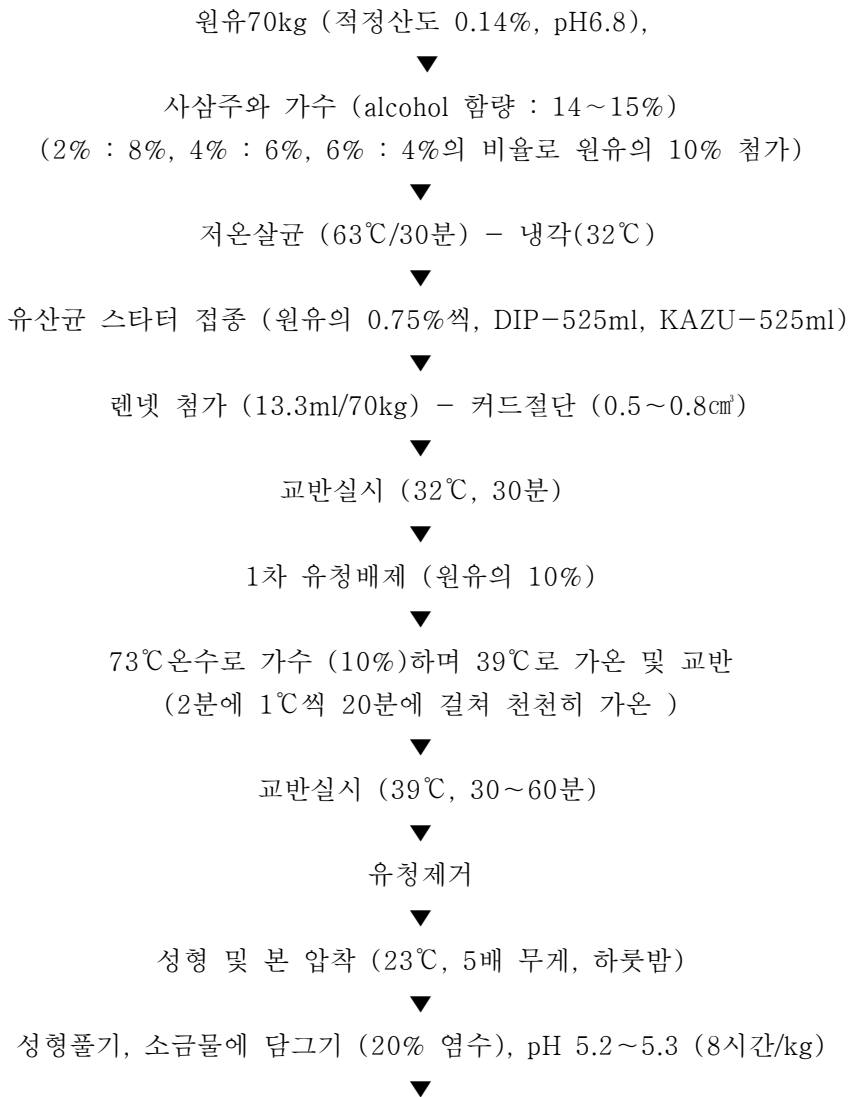 원유70kg (적정산도 0.14%, pH6.8),
▼
사삼주와 가수 (alcohol 함량 : 14~15%)
(2% : 8%, 4% : 6%, 6% : 4%의 비율로 원유의 10% 첨가)
▼
저온살균 (63℃/30분) - 냉각(32℃)
▼
유산균 스타터 접종 (원유의 0.75%씩, DIP-525ml, KAZU-525ml)
▼
렌넷 첨가 (13.3ml/70kg) - 커드절단 (0.5~0.8㎤)
▼
교반실시 (32℃, 30분)
▼
1차 유청배제 (원유의 10%)
▼
73℃온수로 가수 (10%)하며 39℃로 가온 및 교반
(2분에 1℃씩 20분에 걸쳐 천천히 가온 )
▼
교반실시 (39℃, 30~60분)
▼
유청제거
▼
성형 및 본 압착 (23℃, 5배 무게, 하룻밤)
▼
성형풀기, 소금물에 담그기 (20% 염수), pH 5.2~5.3 (8시간/kg)
▼